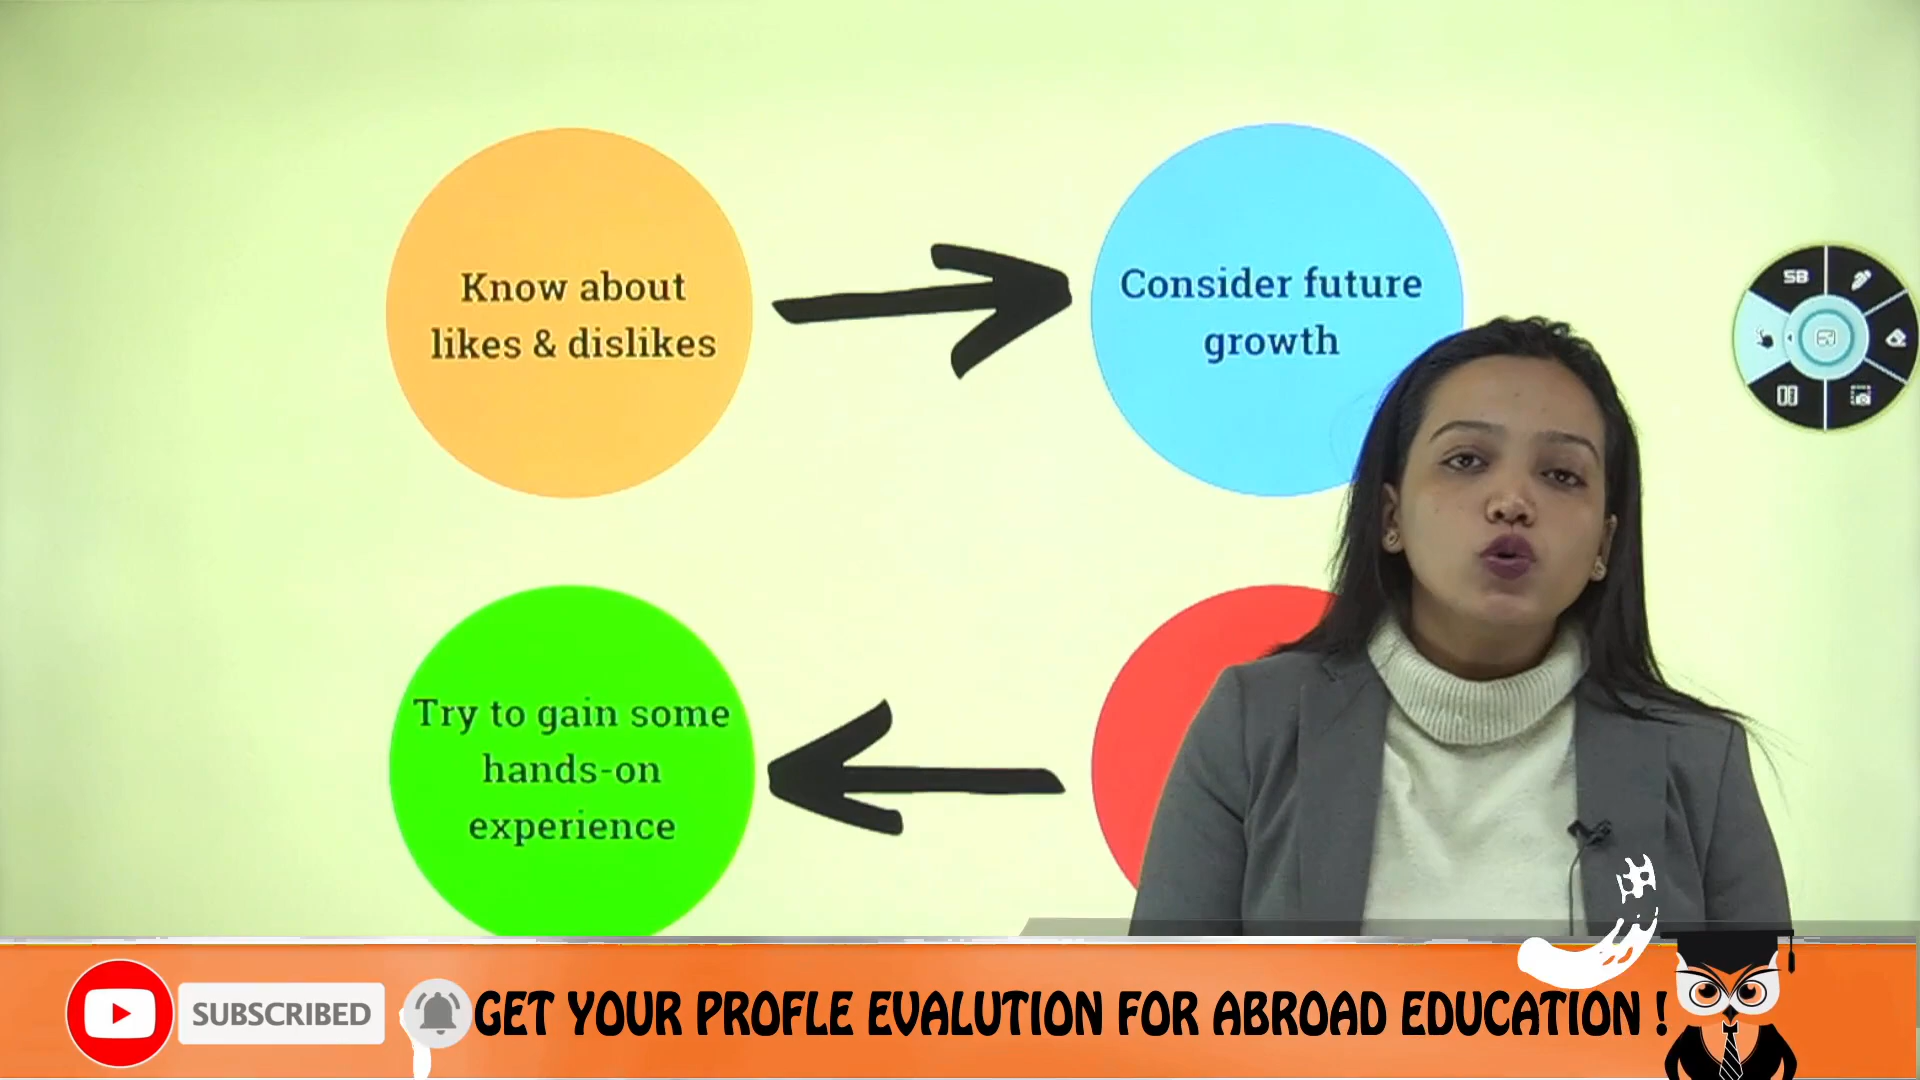 Know about
likes & dislikes
Consider future
growth
SB
Try to gain some
hands-on
experience
SUBSCRIBED
GET YOUR PROFLE EVALUTION FOR ABROAD EDUCATION !